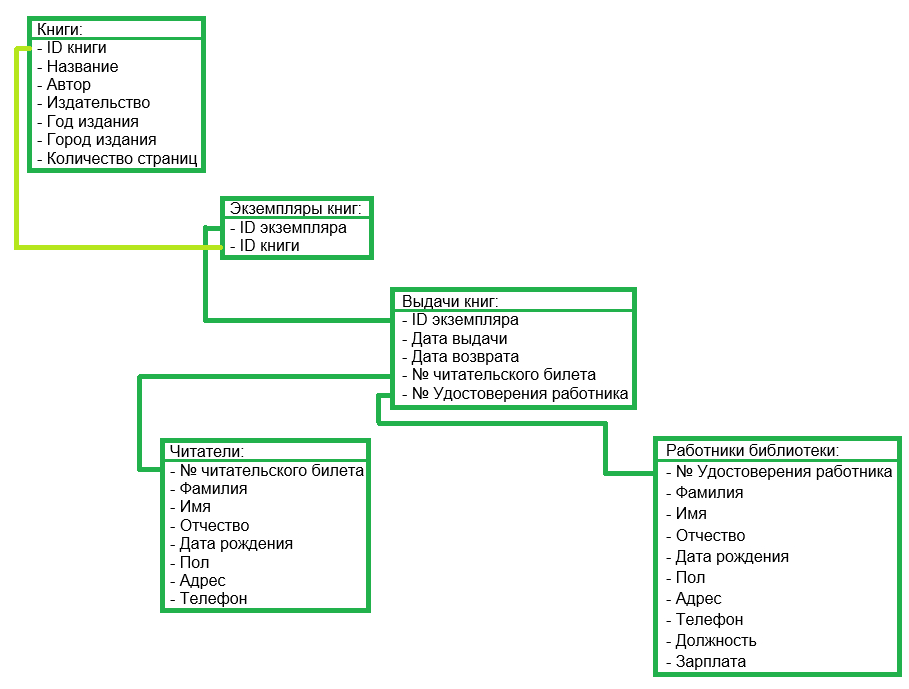 Книги:
- ID книги
- Название
- Автор
- Издательство
- Год издания
- Город издания
- Количество страниц
Экземпляры книг:
- ID экземпляра
- ID книги
Выдачи книг:
- ID экземпляра
- Дата выдачи
- Дата возврата
- № читательского билета
- № Удостоверения работника
Читатели:
- № читательского билета
- Фамилия
- Имя
- Отчество
- Дата рождения
- Пол
- Адрес
- Телефон
Работники библиотеки:
- № Удостоверения работника
- Фамилия
- Имя
- Отчество
- Дата рождения
- Пол
- Адрес
- Телефон
- Должность
- Зарплата